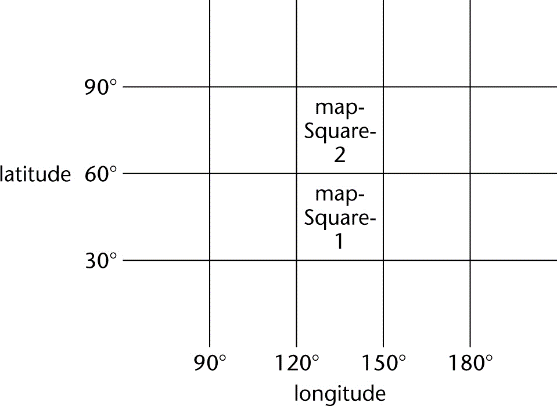 90°
map-
Square-
2
latitude 60°
map-
Square-
1
30°
90° 120° 150° 180°
longitude